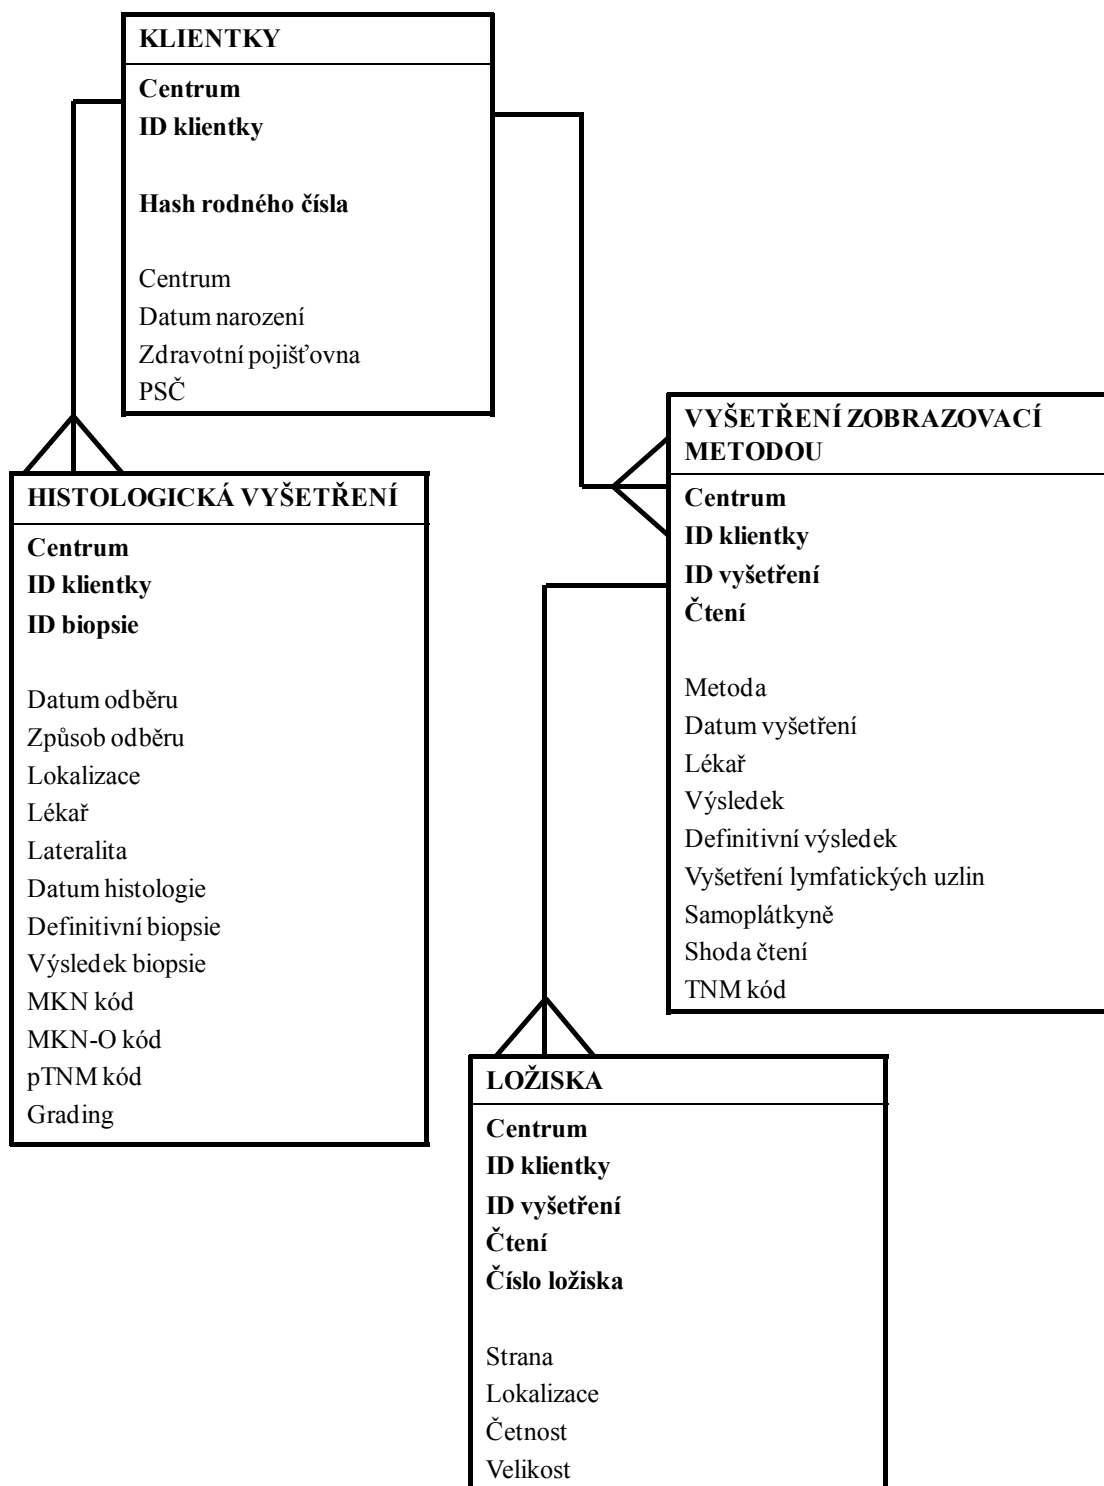 KLIENTKY
Centrum
ID klientky
Hash rodného čísla
Centrum
Datum narození
Zdravotní pojišťovna
PSČ
HISTOLOGICKÁ VYŠETŘENÍ
Centrum
ID klientky
ID biopsie
Datum odběru
Způsob odběru
Lokalizace
Lékař
Lateralita
Datum histologie
Definitivní biopsie
Výsledek biopsie
MKN kód
MKN-O kód
pTNM kód
Grading
VYŠETŘENÍ ZOBRAZOVACÍ
METODOU
Centrum
ID klientky
ID vyšetření
Čtení
Metoda
Datum vyšetření
Lékař
Výsledek
Definitivní výsledek
Vyšetření lymfatických uzlin
Samoplátkyně
Shoda čtení
TNM kód
LOŽISKA
Centrum
ID klientky
ID vyšetření
Čtení
Číslo ložiska
Strana
Lokalizace
Četnost
Velikost